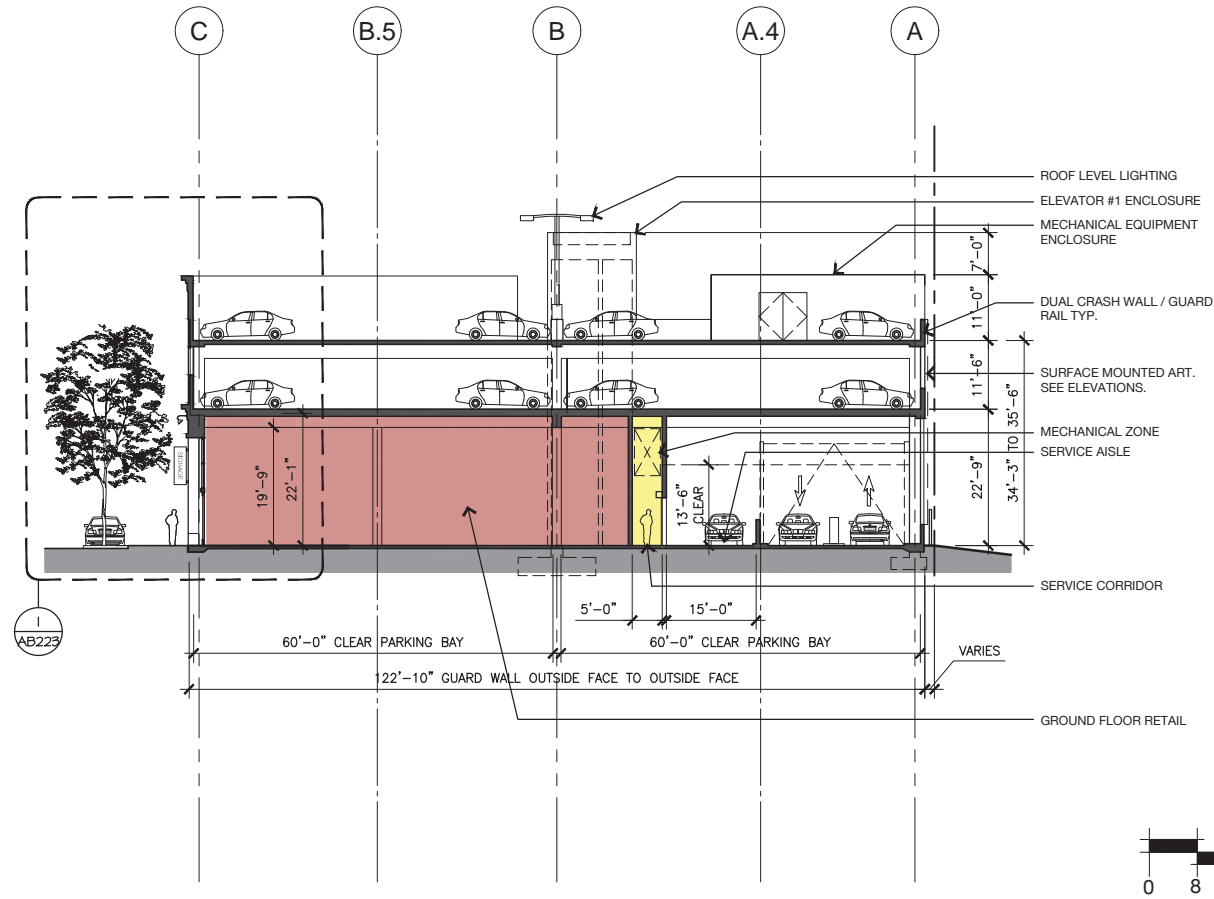 C
B.5
B
A.4
A
ROOF LEVEL LIGHTING
ELEVATOR #1 ENCLOSURE
MECHANICAL EQUIPMENT
ENCLOSURE
7'-0"
11'-0"
DUAL CRASH WALL / GUARD
RAIL TYP.
11'-6"
SURFACE MOUNTED ART.
SEE ELEVATIONS.
34'-3" TO 35'-6"
MECHANICAL ZONE
SERVICE AISLE
SIGNAGE
19'-9"
22'-1"
13'-6"
CLEAR
22'-9"
SERVICE CORRIDOR
1
AB223
5'-0"
15'-0"
60'-0" CLEAR PARKING BAY
60'-0" CLEAR PARKING BAY
VARIES
122'-10" GUARD WALL OUTSIDE FACE TO OUTSIDE FACE
GROUND FLOOR RETAIL
0 8